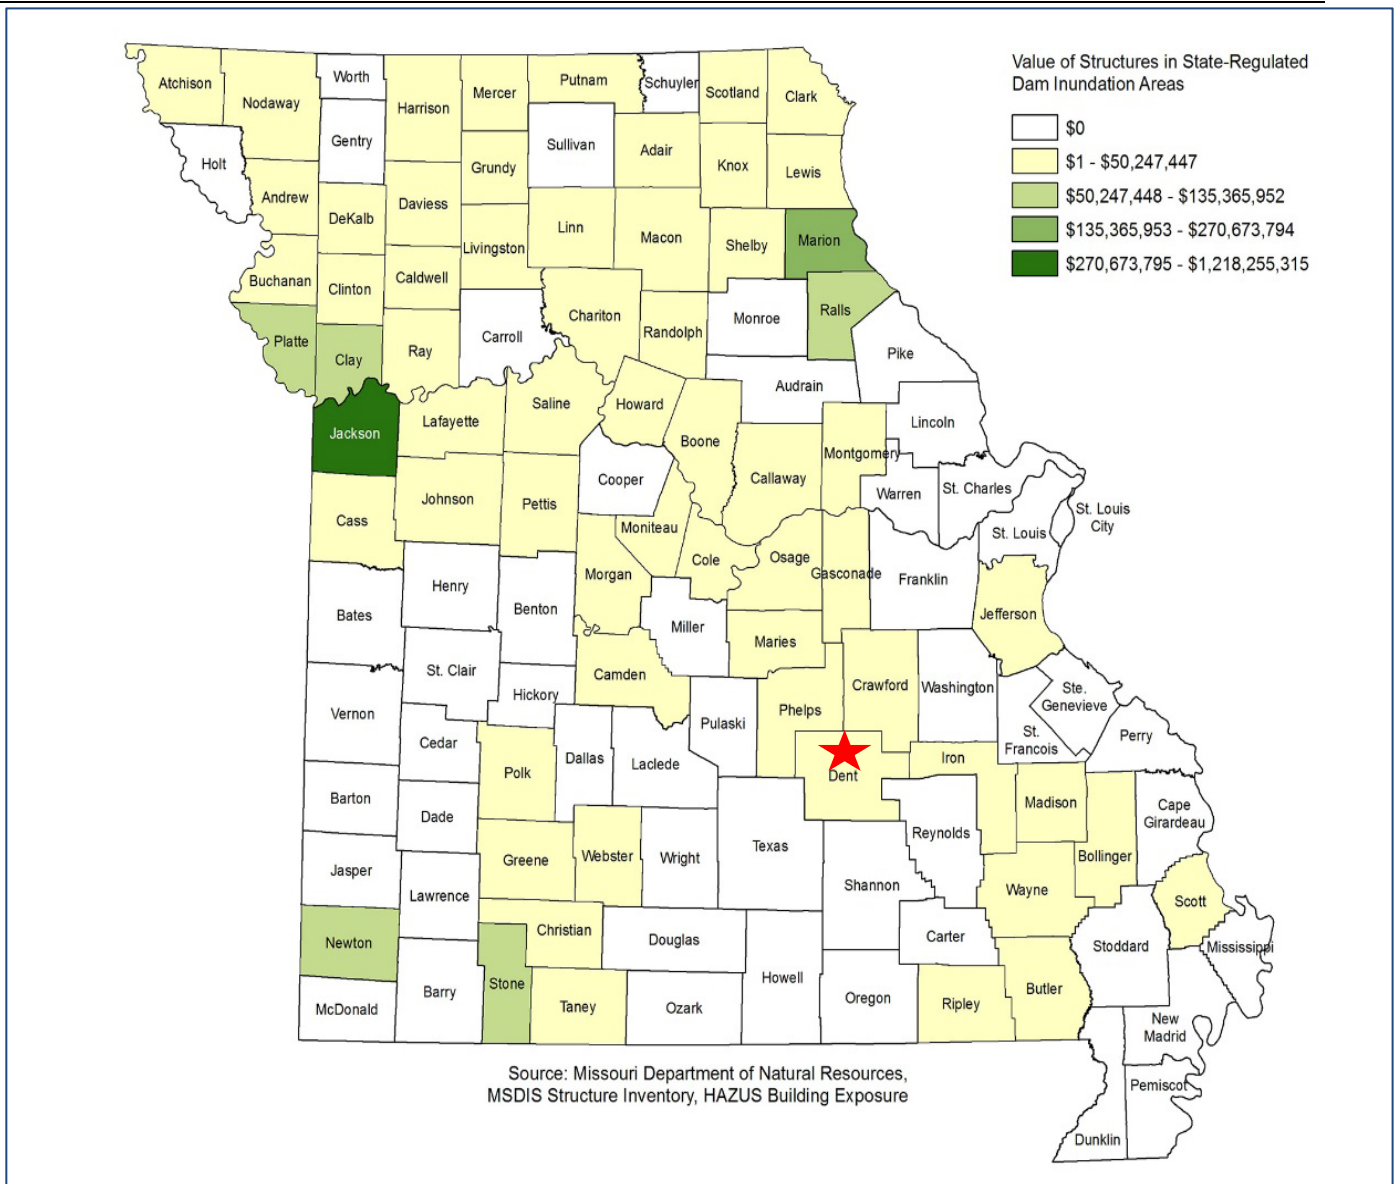 Value of Structures in State-Regulated
Dam Inundation Areas
$0
$1 - $50,247,447
$50,247,448 - $135,365,952
$135,365,953 - $270,673,794
$270,673,795 - $1,218,255,315
Atchison
Nodaway
Worth
Harrison
Mercer
Putnam
Schuyler
Scotland
Clark
Holt
Gentry
Grundy
Sullivan
Adair
Knox
Lewis
Andrew
DeKalb
Daviess
Livingston
Linn
Macon
Shelby
Marion
Buchanan
Clinton
Caldwell
Chariton
Randolph
Monroe
Ralls
Pike
Platte
Clay
Ray
Carroll
Audrain
Jackson
Lafayette
Saline
Howard
Boone
Lincoln
Montgomery
Callaway
Cooper
Warren
St. Charles
St. Louis
City
St. Louis
Cass
Johnson
Pettis
Moniteau
Cole
Osage
Gasconade
Franklin
Jefferson
Bates
Henry
Benton
Morgan
Miller
Maries
Camden
St. Clair
Hickory
Phelps
Crawford
Washington
Ste.
Genevieve
St.
Francois
Perry
Vernon
Cedar
Polk
Dallas
Laclede
Pulaski
Dent
Iron
Madison
Barton
Dade
Greene
Webster
Wright
Texas
Reynolds
Bollinger
Cape
Girardeau
Jasper
Lawrence
Shannon
Wayne
Scott
Newton
Christian
Douglas
Carter
Stoddard
Mississippi
McDonald
Barry
Stone
Taney
Ozark
Howell
Oregon
Ripley
Butler
New
Madrid
Pemiscot
Dunklin
Source: Missouri Department of Natural Resources,
MSDIS Structure Inventory, HAZUS Building Exposure